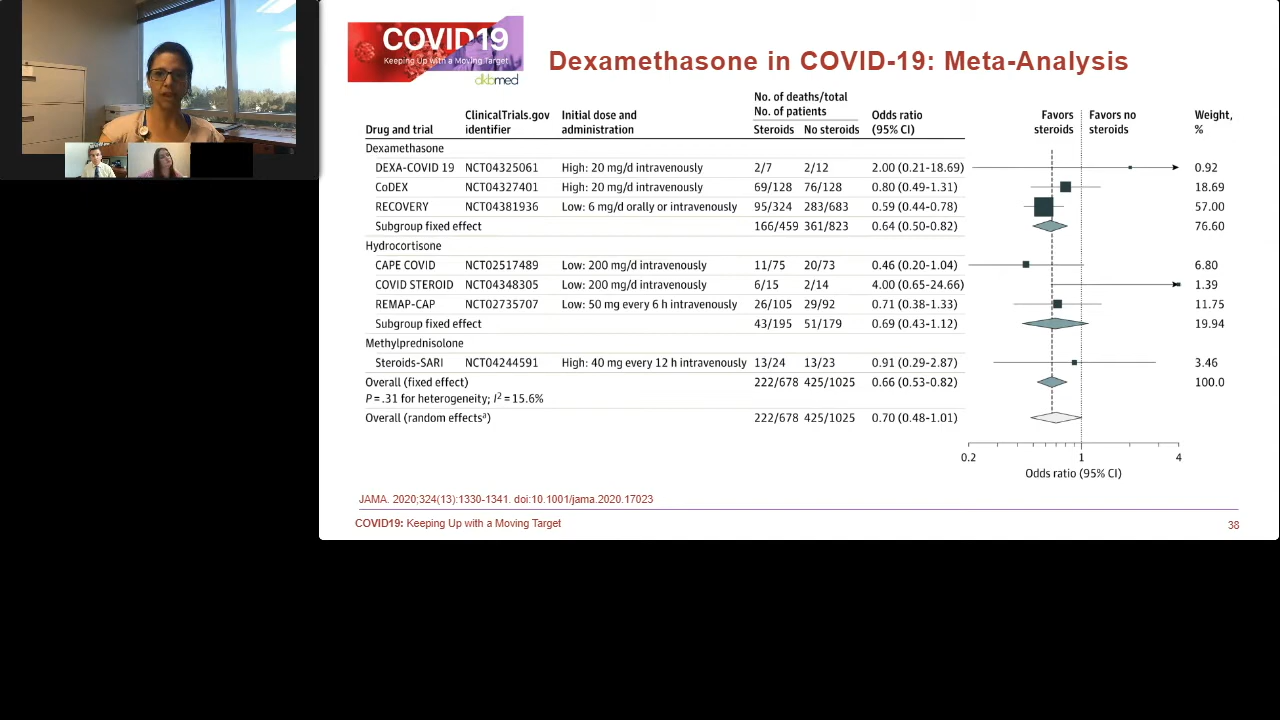 COVID19
Keeping Up with a Moving Target
dkbmed
Dexamethasone in COVID-19: Meta-Analysis
No. of deaths/total
No. of patients
Drug and trial ClinicalTrials.gov identifier Initial dose and administration Steroids No steroids Odds ratio (95% CI) Favors steroids Favors no steroids Weight, %
Dexamethasone
DEXA-COVID 19 NCT04325061 High: 20 mg/d intravenously 2/7 2/12 2.00 (0.21-18.69) 0.92
CoDEX NCT04327401 High: 20 mg/d intravenously 69/128 76/128 0.80 (0.49-1.31) 18.69
RECOVERY NCT04381936 Low: 6 mg/d orally or intravenously 95/324 283/683 0.59 (0.44-0.78) 57.00
Subgroup fixed effect 166/459 361/823 0.64 (0.50-0.82) 76.60
Hydrocortisone
CAPE COVID NCT02517489 Low: 200 mg/d intravenously 11/75 20/73 0.46 (0.20-1.04) 6.80
COVID STEROID NCT04348305 Low: 200 mg/d intravenously 6/15 2/14 4.00 (0.65-24.66) 1.39
REMAP-CAP NCT02735707 Low: 50 mg every 6 h intravenously 26/105 29/92 0.71 (0.38-1.33) 11.75
Subgroup fixed effect 43/195 51/179 0.69 (0.43-1.12) 19.94
Methylprednisolone
Steroids-SARI NCT04244591 High: 40 mg every 12 h intravenously 13/24 13/23 0.91 (0.29-2.87) 3.46
Overall (fixed effect) 222/678 425/1025 0.66 (0.53-0.82) 100.0
P = .31 for heterogeneity; I² = 15.6%
Overall (random effectsᵃ) 222/678 425/1025 0.70 (0.48-1.01)
0.2 1 4
Odds ratio (95% CI)
JAMA. 2020;324(13):1330-1341. doi:10.1001/jama.2020.17023
COVID19: Keeping Up with a Moving Target 38